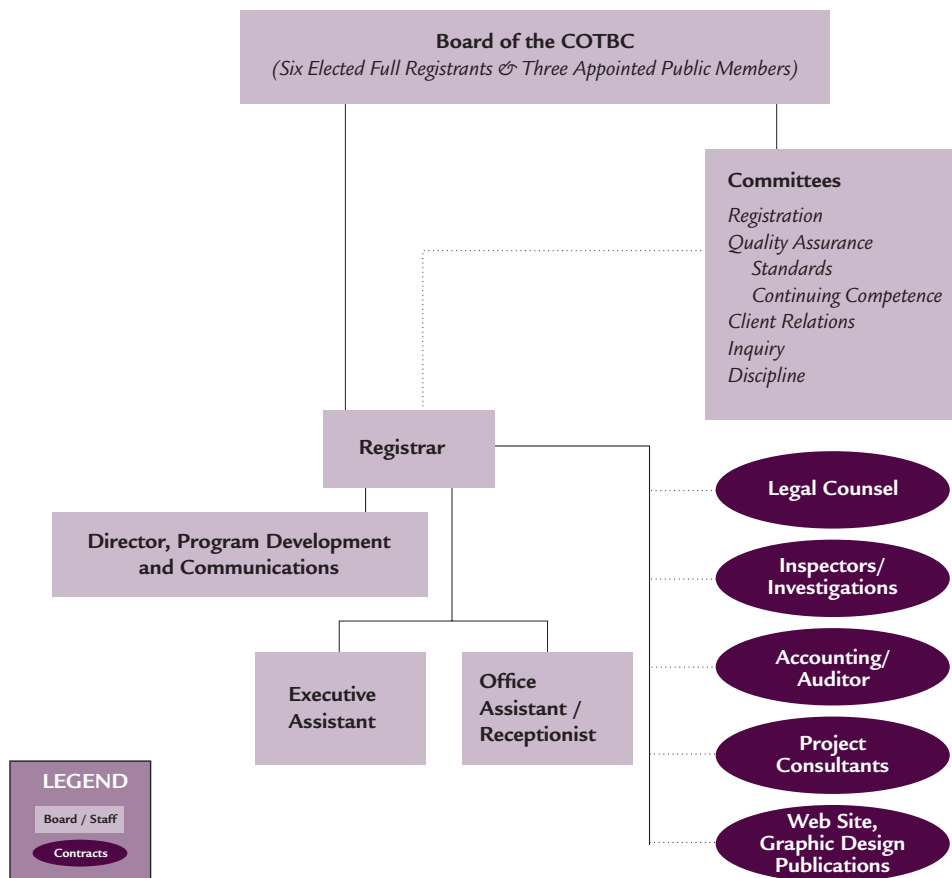 Board of the COTBC
(Six Elected Full Registrants & Three Appointed Public Members)
Committees
Registration
Quality Assurance
Standards
Continuing Competence
Client Relations
Inquiry
Discipline
Registrar
Director, Program Development
and Communications
Executive
Assistant
Office
Assistant /
Receptionist
Legal Counsel
Inspectors/
Investigations
Accounting/
Auditor
Project
Consultants
Web Site,
Graphic Design
Publications
LEGEND
Board / Staff
Contracts